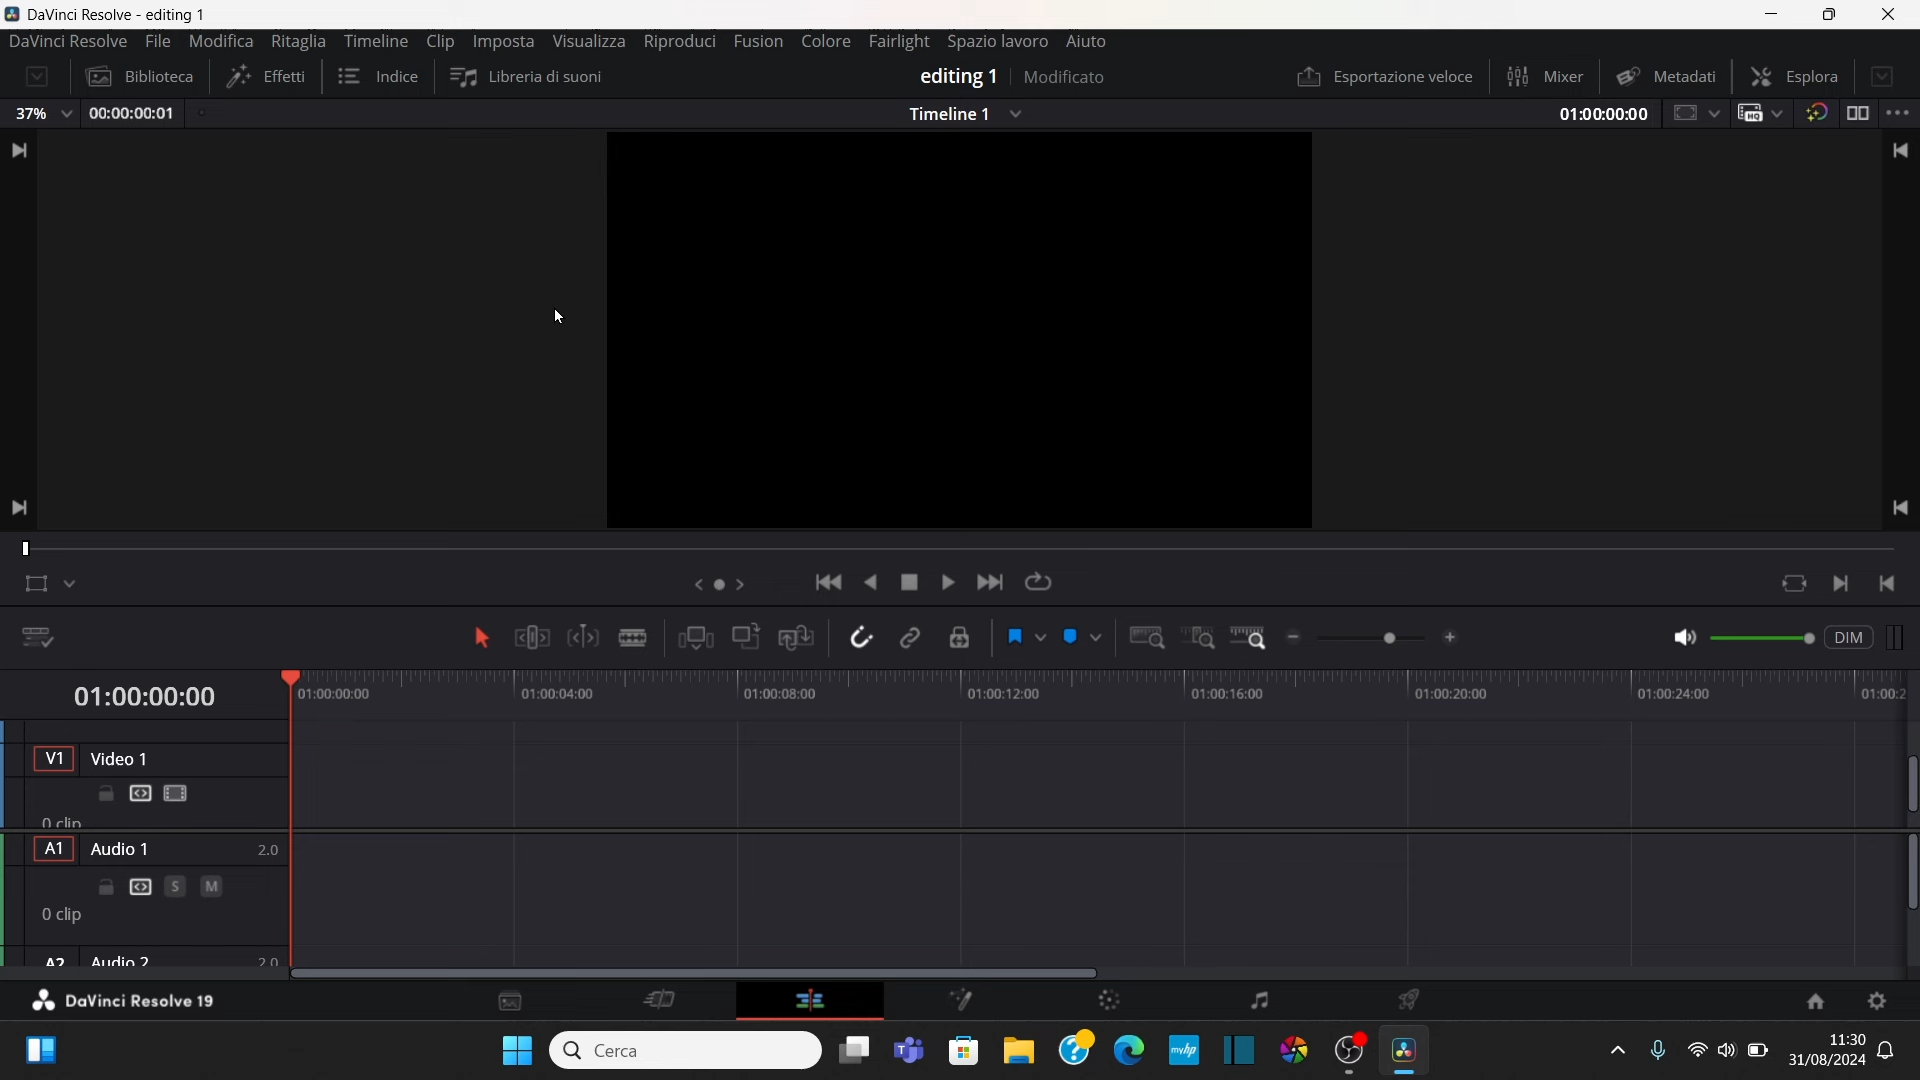 DaVinci Resolve - editing 1
DaVinci Resolve File Modifica Ritaglia Timeline Clip Imposta Visualizza Riproduci Fusion Colore Fairlight Spazio lavoro Aiuto
Biblioteca Effetti Indice Libreria di suoni editing 1 Modificato Esportazione veloce Mixer Metadati Esplora
37% 00:00:00:01 Timeline 1 01:00:00:00 HQ
DIM
01:00:00:00 01:00:00:00 01:00:04:00 01:00:08:00 01:00:12:00 01:00:16:00 01:00:20:00 01:00:24:00 01:00:2
V1 Video 1
0 clip
A1 Audio 1 2.0
S M
0 clip
A2 Audio 2 2.0
DaVinci Resolve 19
Cerca myhp 11:30
31/08/2024